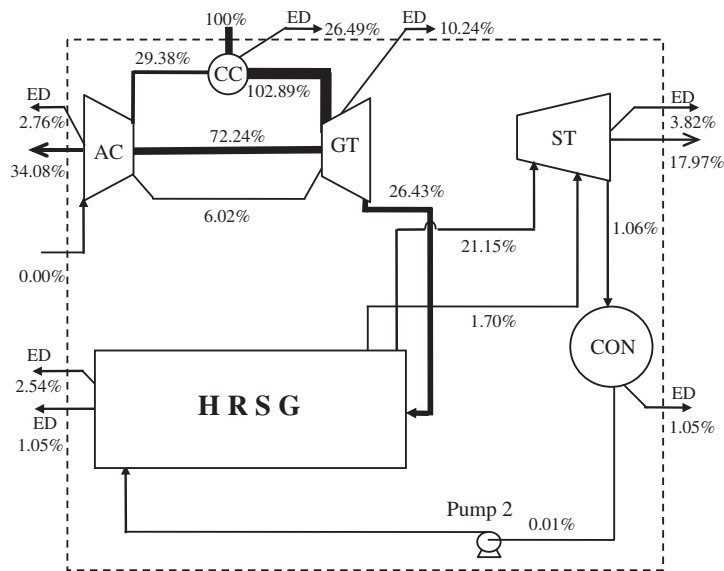 100%
ED
26.49%
ED
10.24%
29.38%
CC
102.89%
ED
2.76%
AC
72.24%
GT
ST
ED
3.82%
34.08%
17.97%
6.02%
26.43%
21.15%
1.06%
0.00%
1.70%
CON
ED
2.54%
H R S G
ED
1.05%
ED
1.05%
Pump 2
0.01%